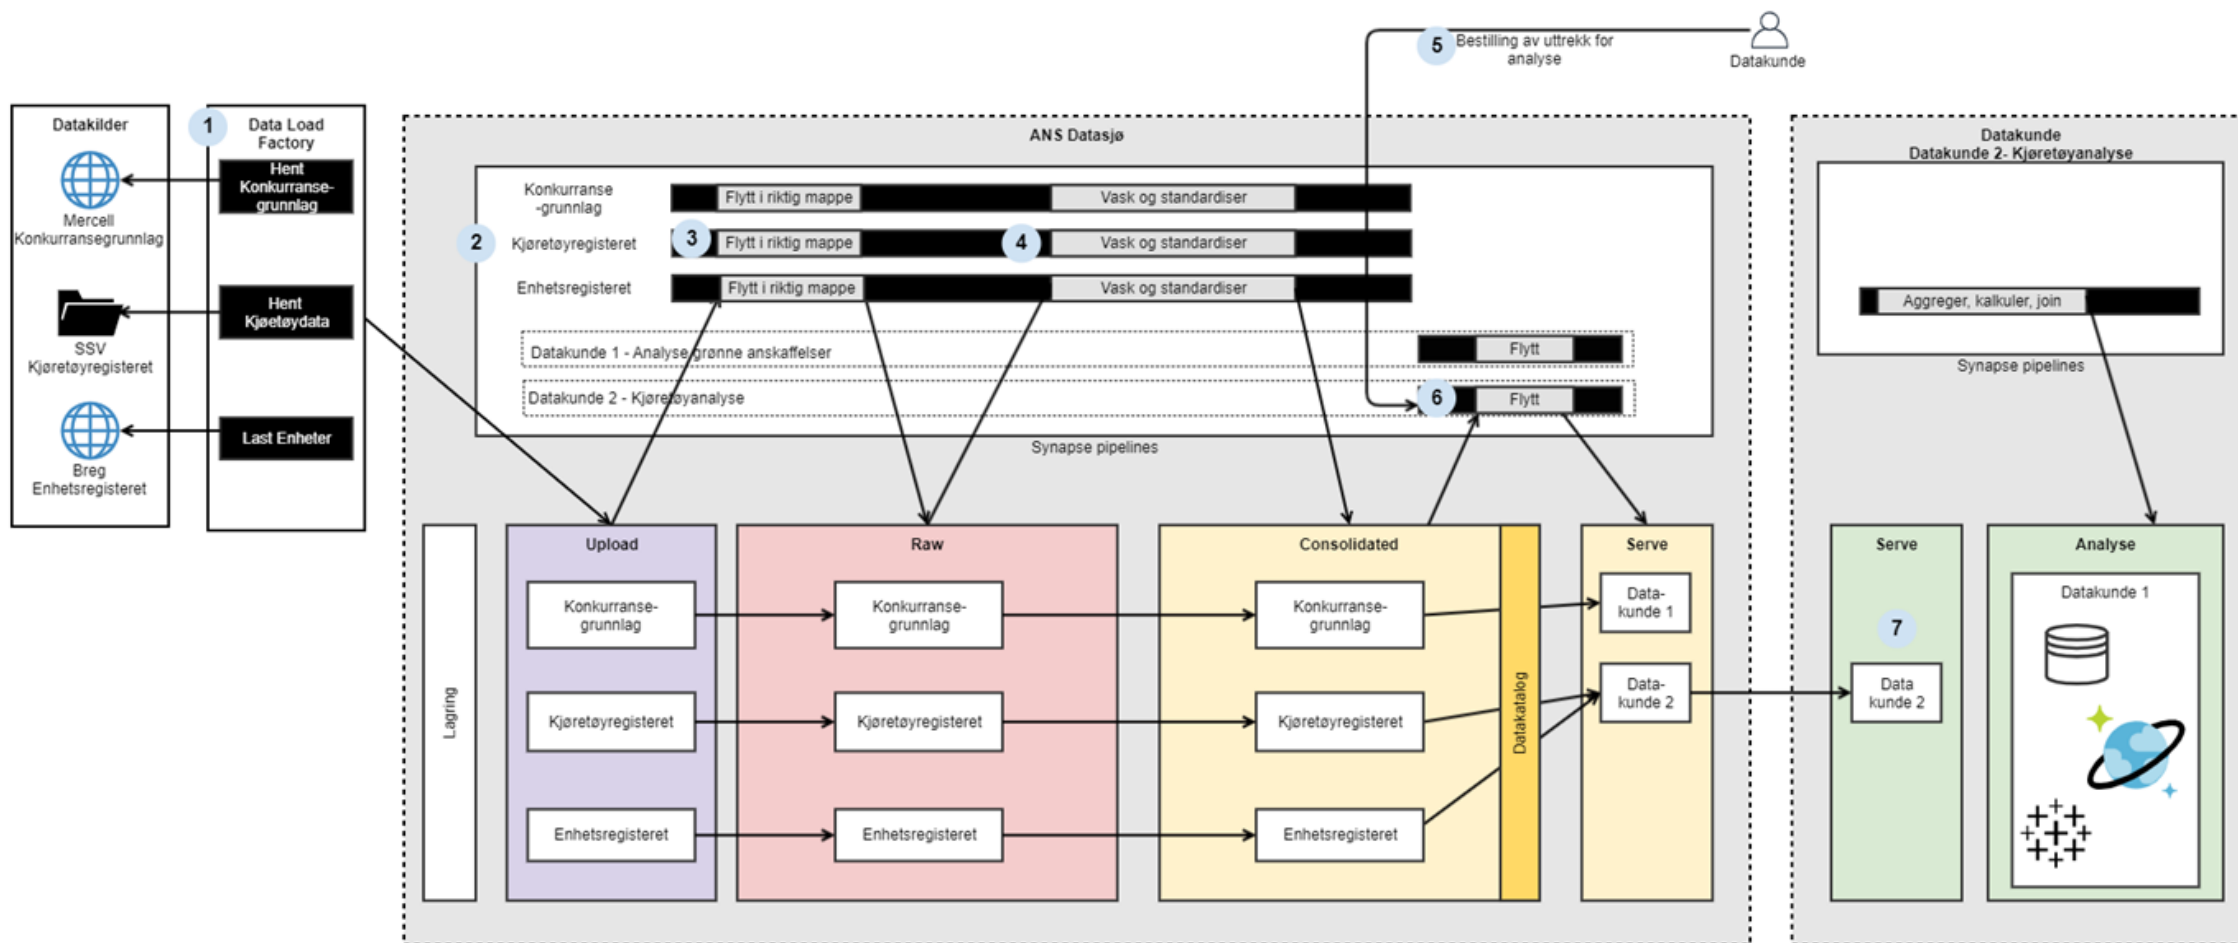 5
Bestilling av uttrekk for
analyse
Datakunde
Datakilder
Mercell
Konkurransegrunnlag
SSV
Kjøretøyregisteret
Breg
Enhetsregisteret
1
Data Load
Factory
Hent
Konkurranse-
grunnlag
Hent
Kjøetøydata
Last Enheter
ANS Datasjø
2
Konkurranse
-grunnlag
Flytt i riktig mappe
Vask og standardiser
Kjøretøyregisteret
3
Flytt i riktig mappe
4
Vask og standardiser
Enhetsregisteret
Flytt i riktig mappe
Vask og standardiser
Datakunde 1 - Analyse grønne anskaffelser
Flytt
Datakunde 2 - Kjøretøyanalyse
6
Flytt
Synapse pipelines
Lagring
Upload
Konkurranse-
grunnlag
Kjøretøyregisteret
Enhetsregisteret
Raw
Konkurranse-
grunnlag
Kjøretøyregisteret
Enhetsregisteret
Consolidated
Konkurranse-
grunnlag
Kjøretøyregisteret
Enhetsregisteret
Datakatalog
Serve
Data-
kunde 1
Data-
kunde 2
Datakunde
Datakunde 2- Kjøretøyanalyse
Aggreger, kalkuler, join
Synapse pipelines
Serve
7
Data
kunde 2
Analyse
Datakunde 1